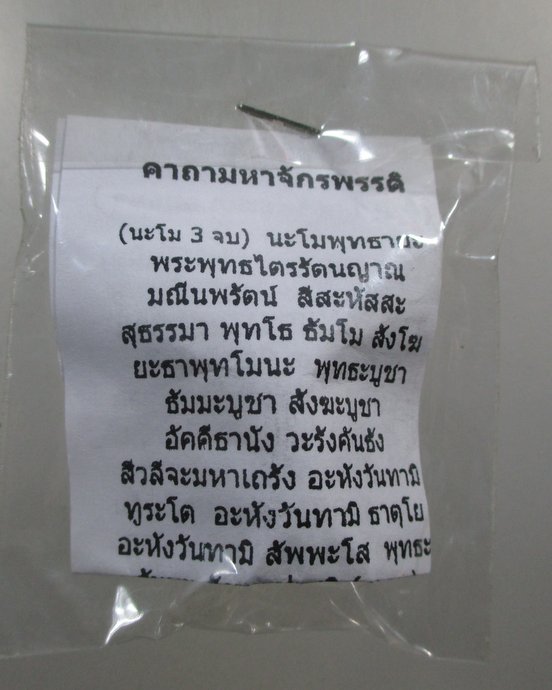 คาถามหาจักรพรรดิ
(นะโม 3 จบ) นะโมพุทธายะ
พระพุทธไตรรัตนญาณ
มณีนพรัตน์ สีสะหัสสะ
สุธรรมา พุทโธ ธัมโม สังโฆ
ยะธาพุทโมนะ พุทธะบูชา
ธัมมะบูชา สังฆะบูชา
อัคคีธานัง วะรังคันธัง
สีวลีจะมหาเถรัง อะหังวันทามิ
ทูระโต อะหังวันทามิ ธาตุโย
อะหังวันทามิ สัพพะโส พุทธะ